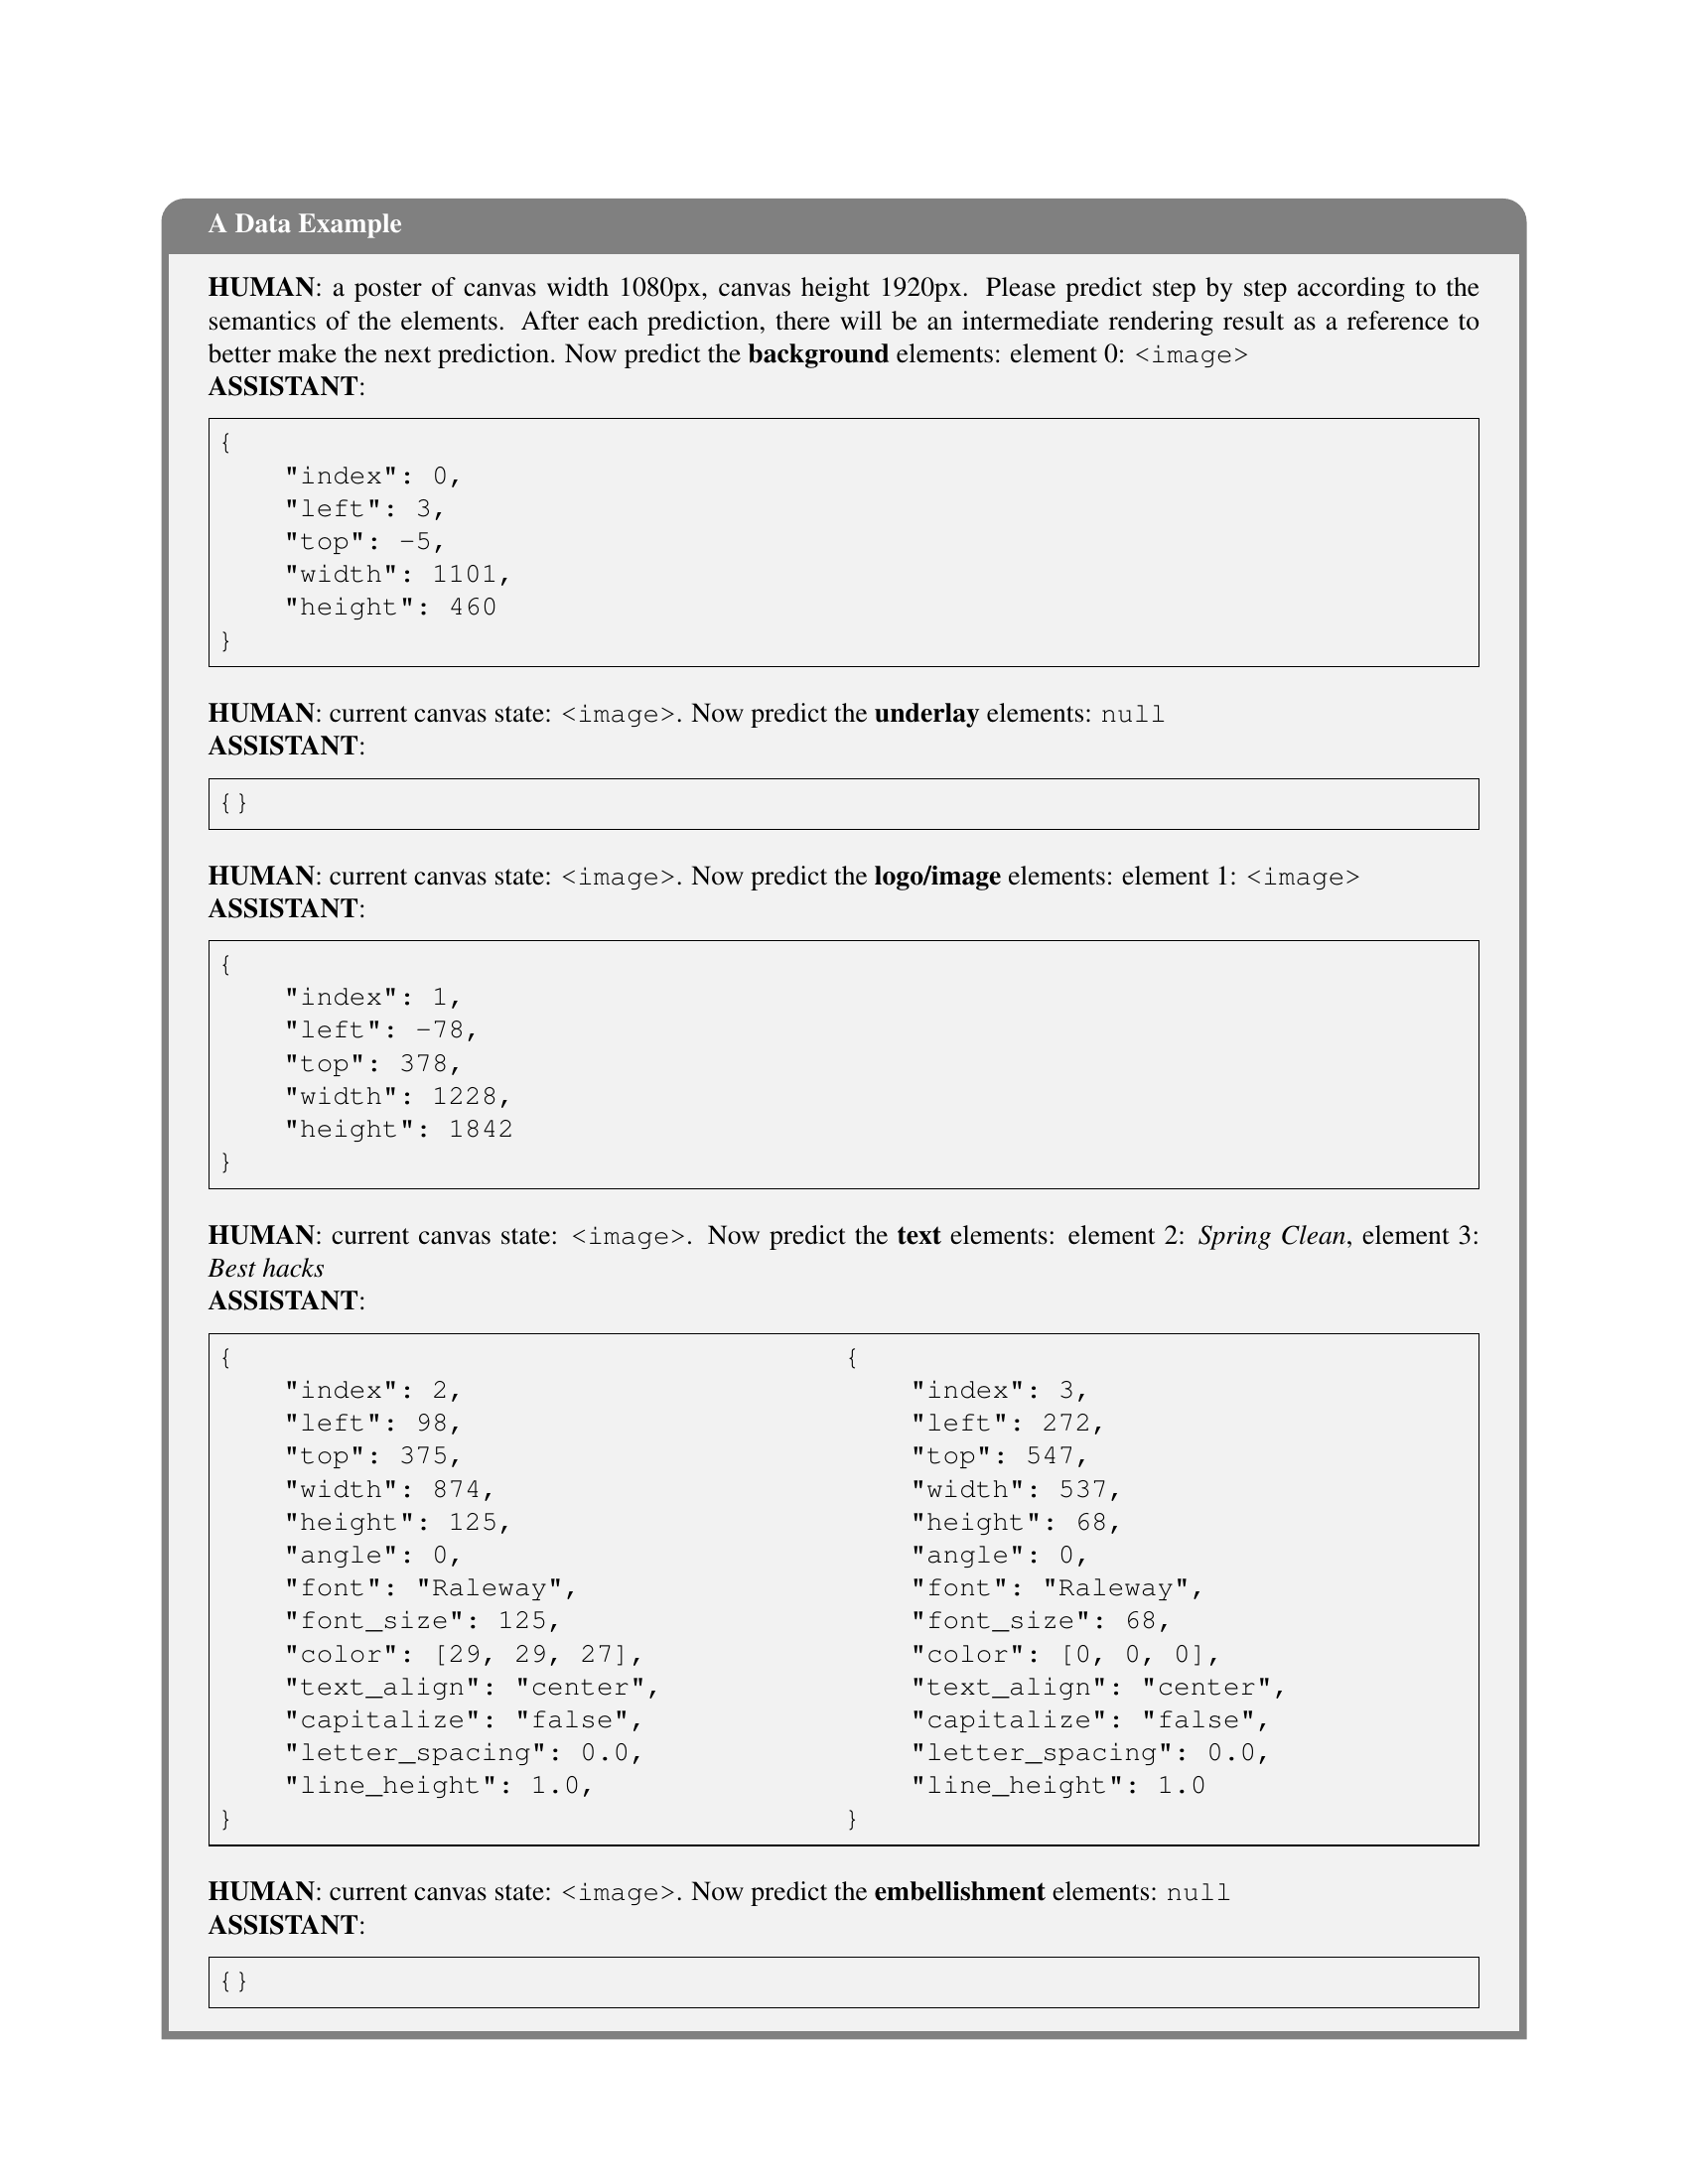 A Data Example
HUMAN: a poster of canvas width 1080px, canvas height 1920px. Please predict step by step according to the
semantics of the elements. After each prediction, there will be an intermediate rendering result as a reference to
better make the next prediction. Now predict the background elements: element 0: <image>
ASSISTANT:
{
"index": 0,
"left": 3,
"top": -5,
"width": 1101,
"height": 460
}
HUMAN: current canvas state: <image>. Now predict the underlay elements: null
ASSISTANT:
{}
HUMAN: current canvas state: <image>. Now predict the logo/image elements: element 1: <image>
ASSISTANT:
{
"index": 1,
"left": -78,
"top": 378,
"width": 1228,
"height": 1842
}
HUMAN: current canvas state: <image>. Now predict the text elements: element 2: Spring Clean, element 3:
Best hacks
ASSISTANT:
{
"index": 2,
"left": 98,
"top": 375,
"width": 874,
"height": 125,
"angle": 0,
"font": "Raleway",
"font_size": 125,
"color": [29, 29, 27],
"text_align": "center",
"capitalize": "false",
"letter_spacing": 0.0,
"line_height": 1.0,
}
{
"index": 3,
"left": 272,
"top": 547,
"width": 537,
"height": 68,
"angle": 0,
"font": "Raleway",
"font_size": 68,
"color": [0, 0, 0],
"text_align": "center",
"capitalize": "false",
"letter_spacing": 0.0,
"line_height": 1.0
}
HUMAN: current canvas state: <image>. Now predict the embellishment elements: null
ASSISTANT:
{}